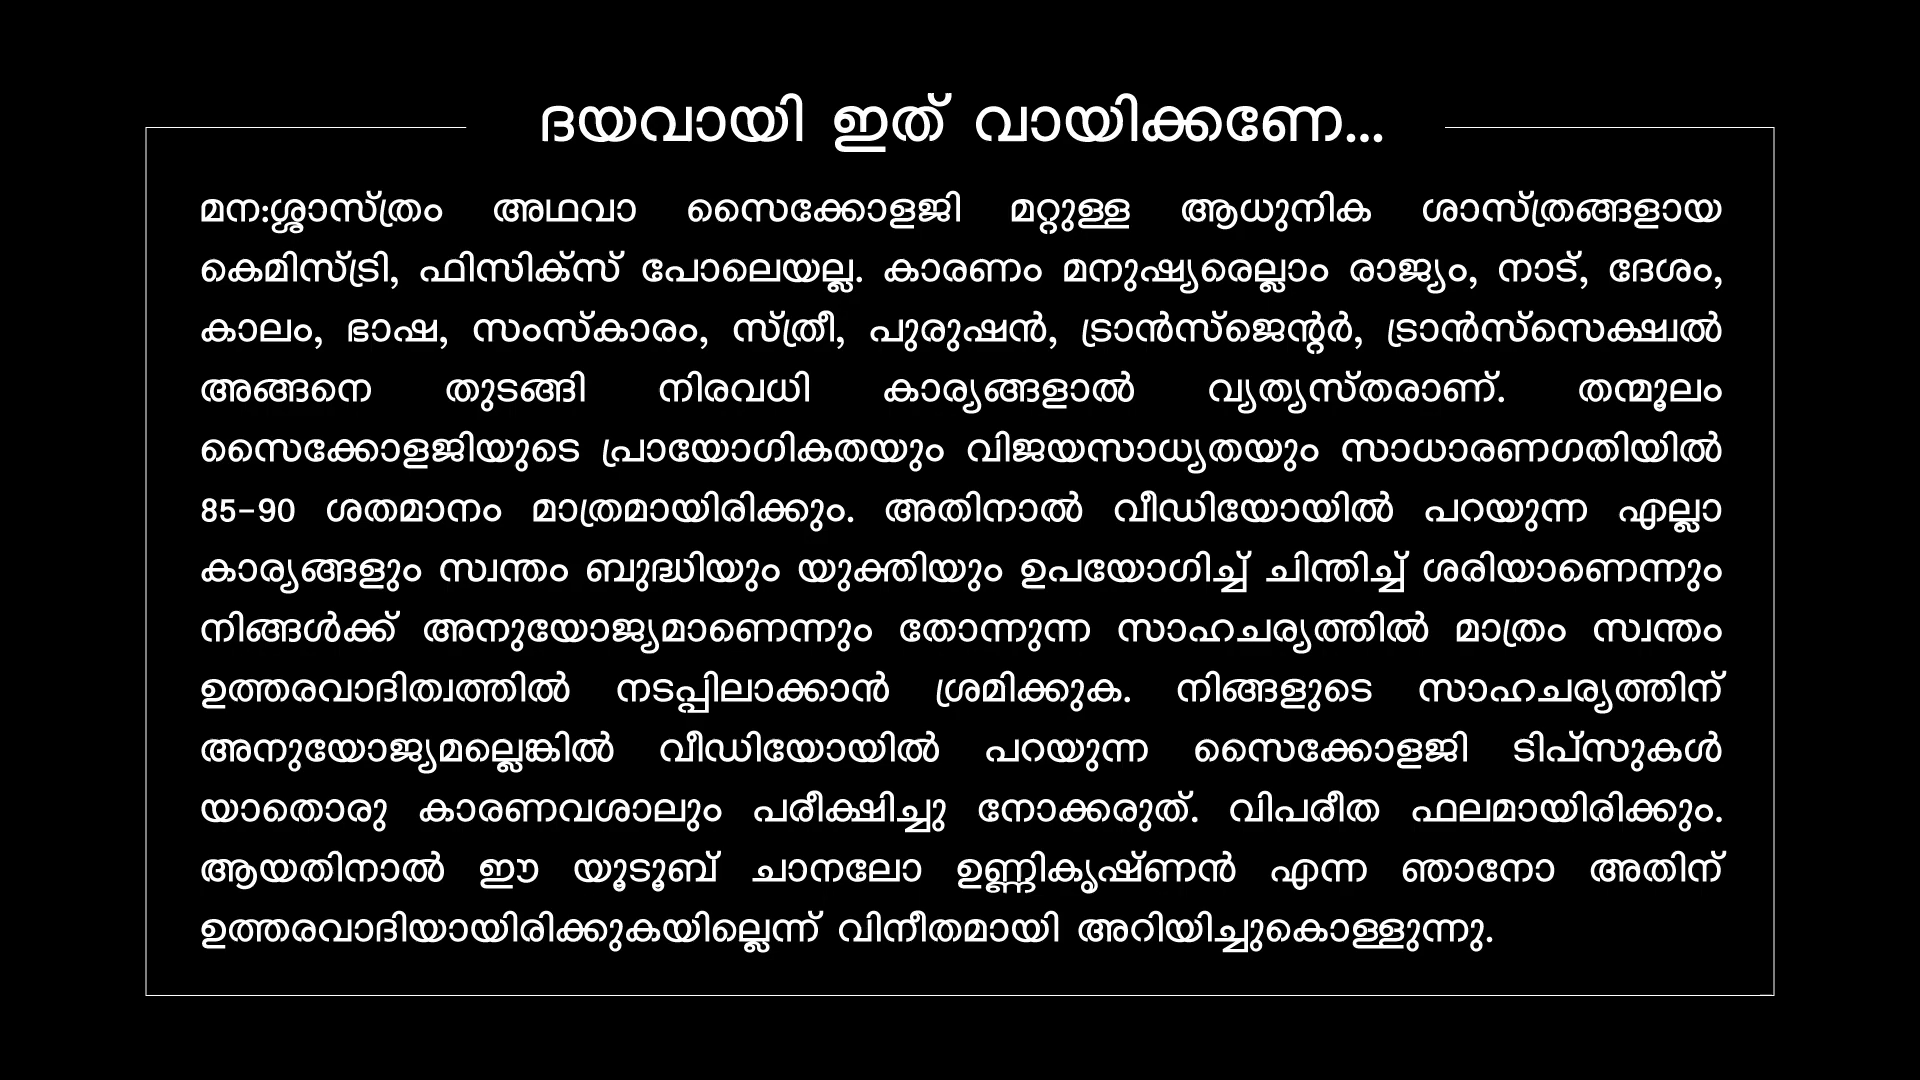 ദയവായി ഇത് വായിക്കണേ...
മന:ശ്ശാസ്ത്രം അഥവാ സൈക്കോളജി മറ്റുള്ള ആധുനിക ശാസ്ത്രങ്ങളായ
കെമിസ്ട്രി, ഫിസിക്സ് പോലെയല്ല. കാരണം മനുഷ്യരെല്ലാം രാജ്യം, നാട്, ദേശം,
കാലം, ഭാഷ, സംസ്കാരം, സ്ത്രീ, പുരുഷൻ, ട്രാൻസ്ജെന്റർ, ട്രാൻസ്സെക്ഷ്വൽ
അങ്ങനെ തുടങ്ങി നിരവധി കാര്യങ്ങളാൽ വ്യത്യസ്തരാണ്. തന്മൂലം
സൈക്കോളജിയുടെ പ്രായോഗികതയും വിജയസാധ്യതയും സാധാരണഗതിയിൽ
85-90 ശതമാനം മാത്രമായിരിക്കും. അതിനാൽ വീഡിയോയിൽ പറയുന്ന എല്ലാ
കാര്യങ്ങളും സ്വന്തം ബുദ്ധിയും യുക്തിയും ഉപയോഗിച്ച് ചിന്തിച്ച് ശരിയാണെന്നും
നിങ്ങൾക്ക് അനുയോജ്യമാണെന്നും തോന്നുന്ന സാഹചര്യത്തിൽ മാത്രം സ്വന്തം
ഉത്തരവാദിത്വത്തിൽ നടപ്പിലാക്കാൻ ശ്രമിക്കുക. നിങ്ങളുടെ സാഹചര്യത്തിന്
അനുയോജ്യമല്ലെങ്കിൽ വീഡിയോയിൽ പറയുന്ന സൈക്കോളജി ടിപ്സുകൾ
യാതൊരു കാരണവശാലും പരീക്ഷിച്ചു നോക്കരുത്. വിപരീത ഫലമായിരിക്കും.
ആയതിനാൽ ഈ യൂടൂബ് ചാനലോ ഉണ്ണികൃഷ്ണൻ എന്ന ഞാനോ അതിന്
ഉത്തരവാദിയായിരിക്കുകയില്ലെന്ന് വിനീതമായി അറിയിച്ചുകൊള്ളുന്നു.